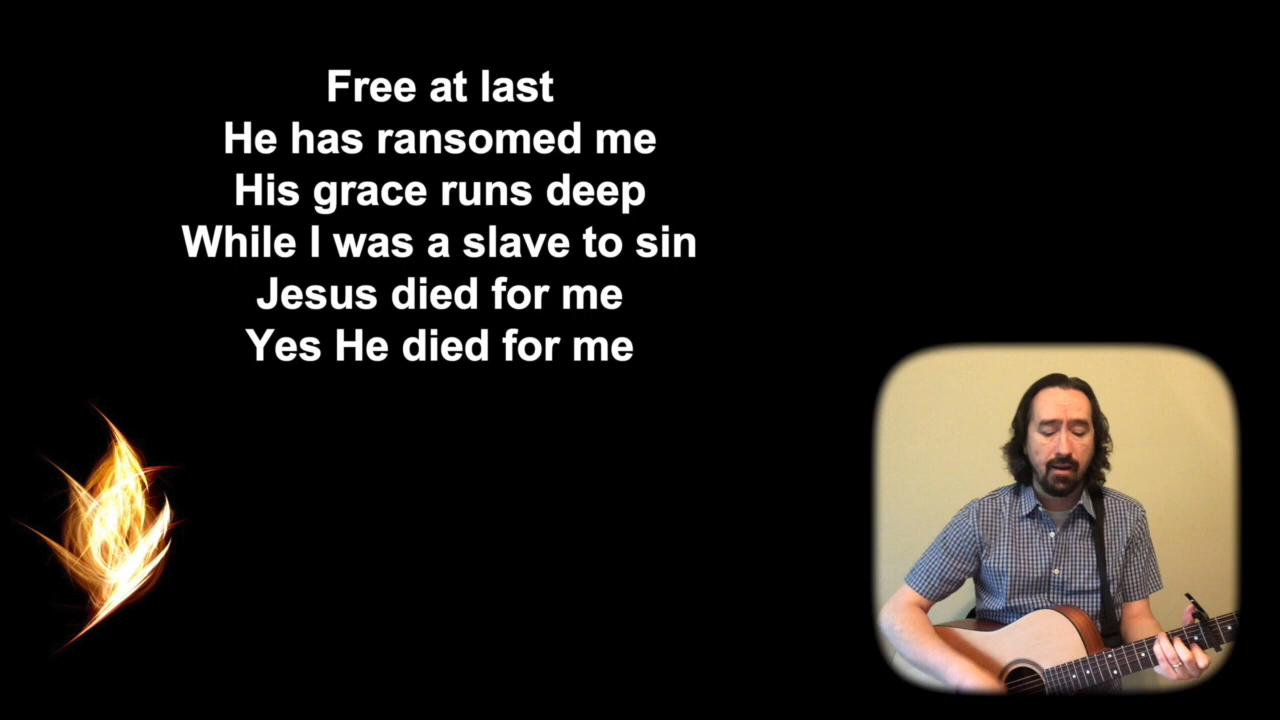 Free at last
He has ransomed me
His grace runs deep
While I was a slave to sin
Jesus died for me
Yes He died for me